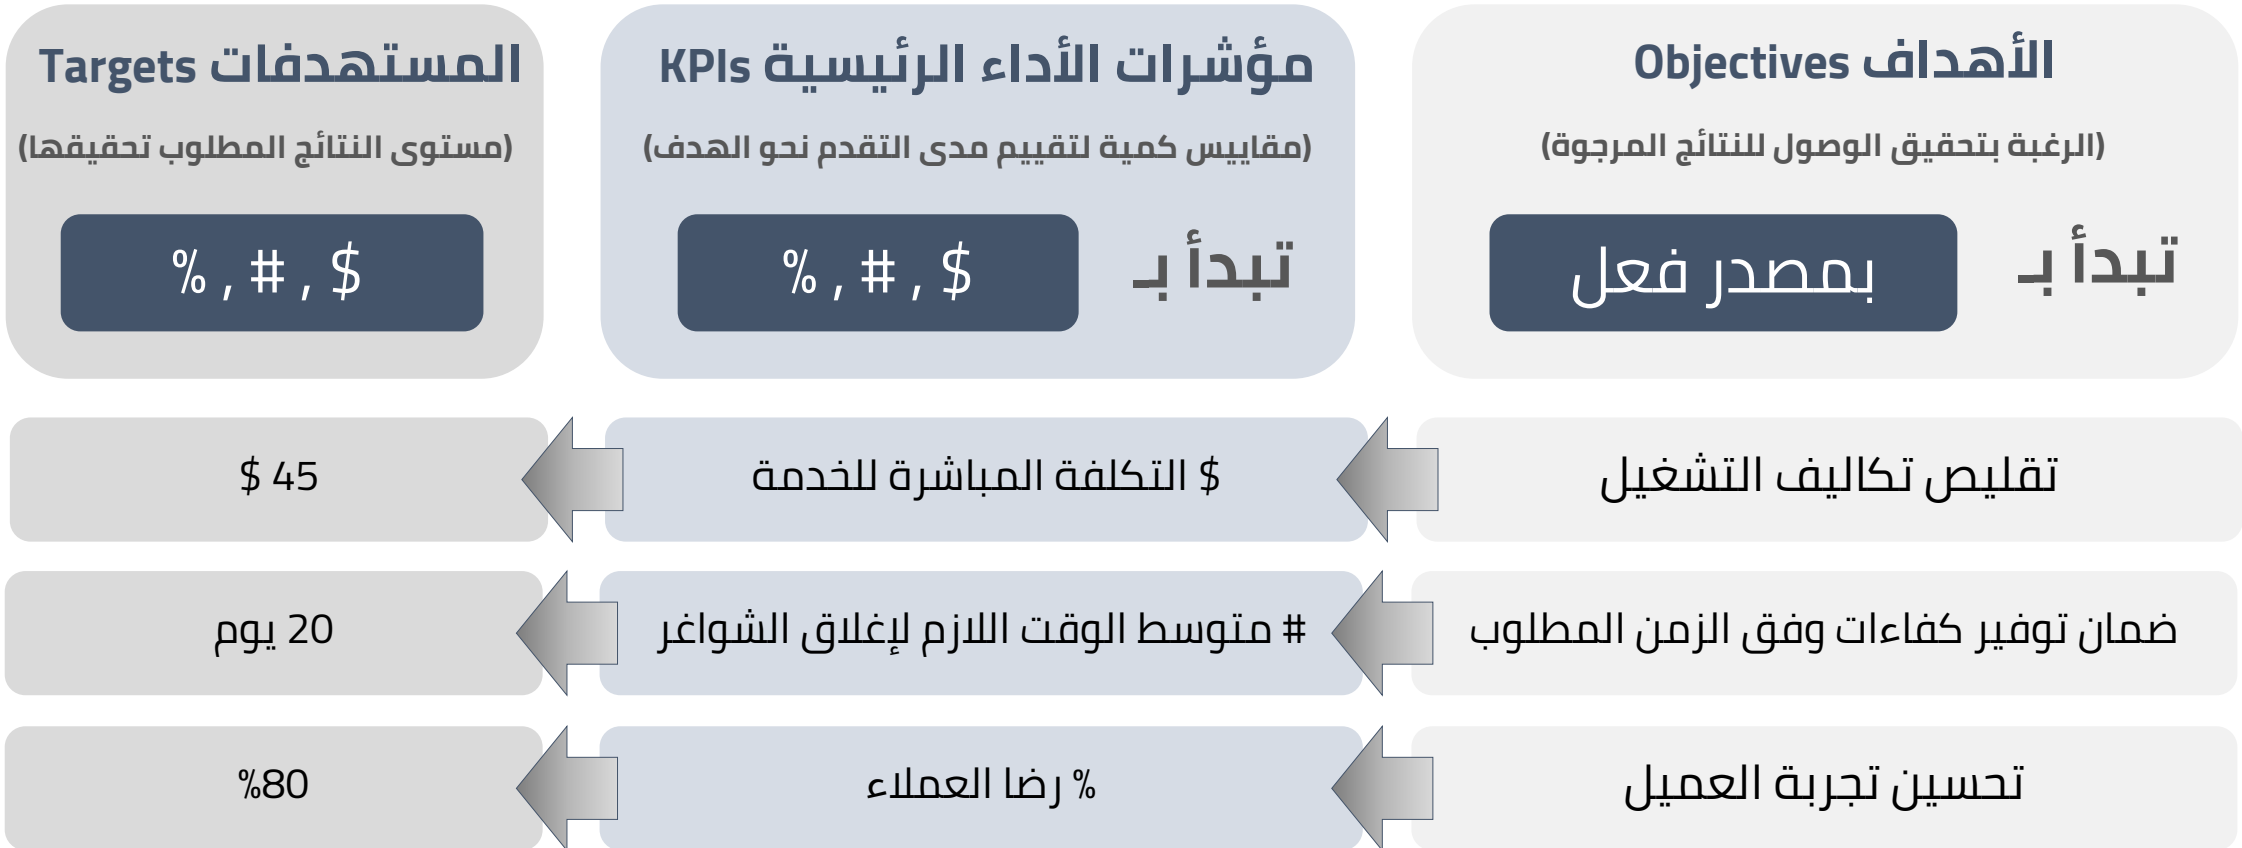 الأهداف Objectives
(الرغبة بتحقيق الوصول للنتائج المرجوة)
تبدأ بـ
بمصدر فعل
مؤشرات الأداء الرئيسية KPIs
(مقاييس كمية لتقييم مدى التقدم نحو الهدف)
تبدأ بـ
$ , # , %
المستهدفات Targets
(مستوى النتائج المطلوب تحقيقها)
$ , # , %
تقليص تكاليف التشغيل
$ التكلفة المباشرة للخدمة
45 $
ضمان توفير كفاءات وفق الزمن المطلوب
# متوسط الوقت اللازم لإغلاق الشواغر
20 يوم
تحسين تجربة العميل
% رضا العملاء
%80